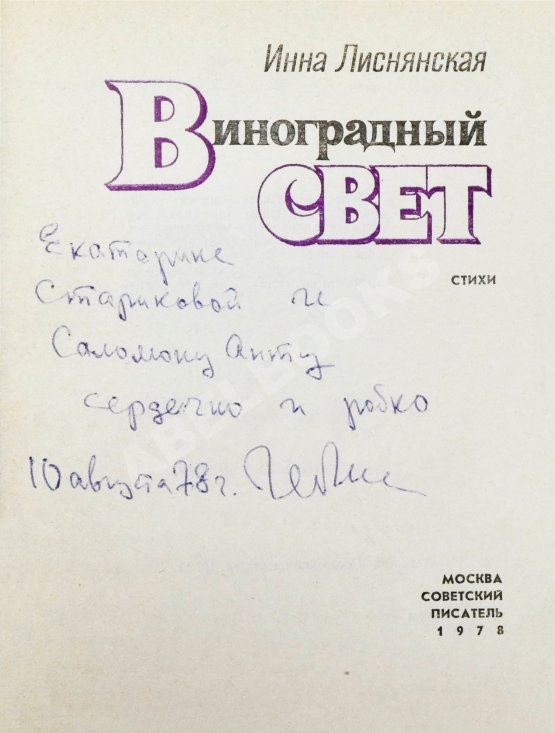 Инна Лиснянская
Виноградный
СВЕТ
СТИХИ
Екатерине
Стариковой и
Саломону Апту
сердечно и робко
10 августа 78 г.
МОСКВА
СОВЕТСКИЙ
ПИСАТЕЛЬ
1978